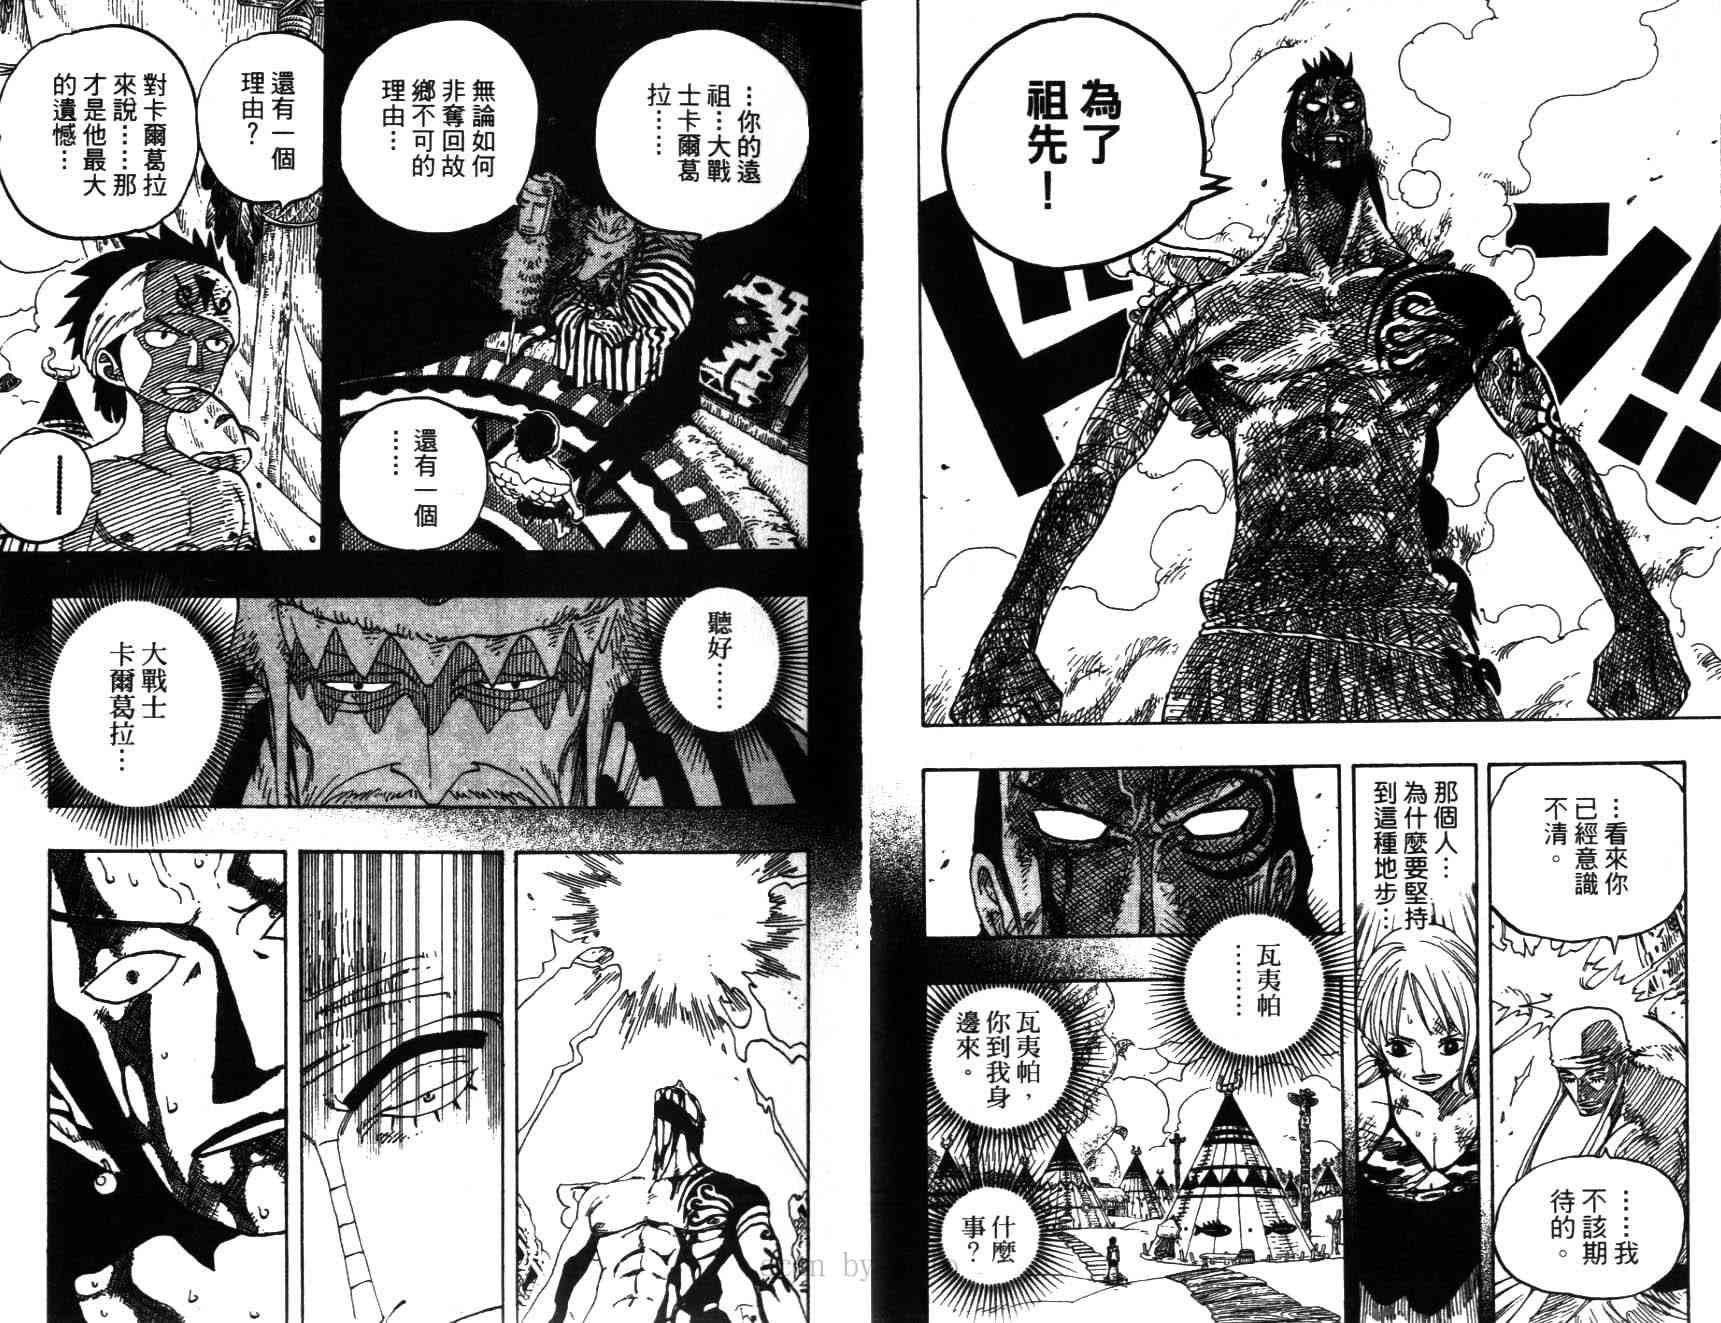 為了
祖先！
ド
ン
!!
…看來你
已經意識
不清。
……我
不該期
待的。
那個人…
為什麼要堅持
到這種地步…
瓦夷帕
………
瓦夷帕，
你到我身
邊來。
什麼
事？
…你的遠
祖…大戰
士卡爾葛
拉……
無論如何
非奪回故
鄉不可的
理由…
還有一個
……
還有一個
理由？
對卡爾葛拉
來說……那
才是他最大
的遺憾…
…………
聽好……
大戰士
卡爾葛拉…